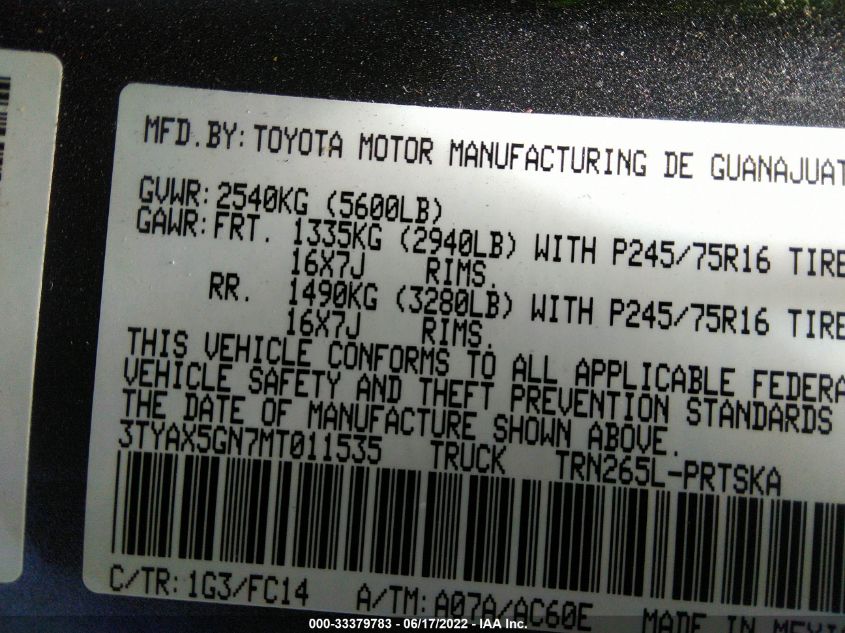 MFD.BY: TOYOTA MOTOR MANUFACTURING DE GUANAJUAT
GVWR: 2540KG (5600LB)
GAWR: FRT. 1335KG (2940LB) WITH P245/75R16 TIRE
16X7J RIMS.
RR. 1490KG (3280LB) WITH P245/75R16 TIRE
16X7J RIMS.
THIS VEHICLE CONFORMS TO ALL APPLICABLE FEDERA
VEHICLE SAFETY AND THEFT PREVENTION STANDARDS
THE DATE OF MANUFACTURE SHOWN ABOVE.
3TYAX5GN7MT011535 TRUCK TRN265L-PRTSKA
C/TR: 1G3/FC14 A/TM: A07A/AC60E MADE IN MEXI
000-33379783 - 06/17/2022 - IAA Inc.